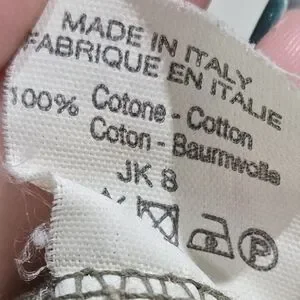 MADE IN ITALY
FABRIQUE EN ITALIE
100% Cotone - Cotton
Coton - Baumwolle
JK 8
P